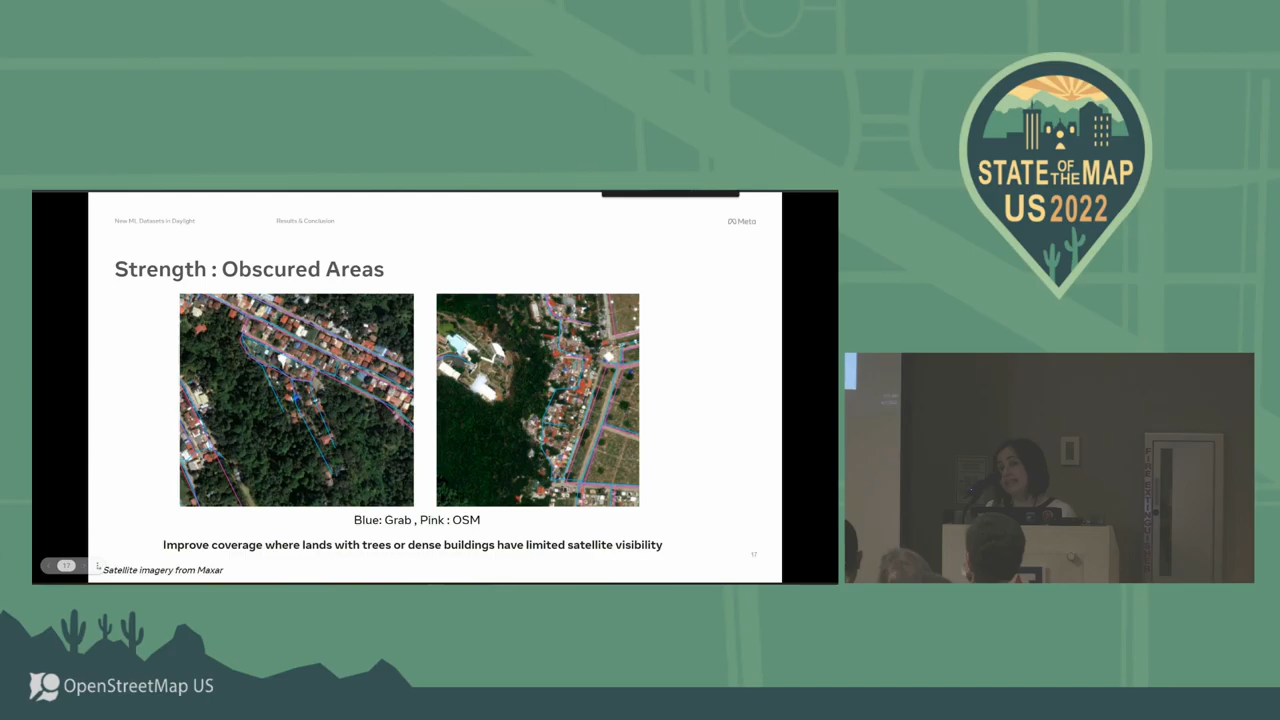 STATE OF THE MAP
US 2022
New ML Datasets in Daylight
Results & Conclusion
Meta
Strength : Obscured Areas
Blue: Grab , Pink : OSM
Improve coverage where lands with trees or dense buildings have limited satellite visibility
17
17
Satellite imagery from Maxar
OpenStreetMap US